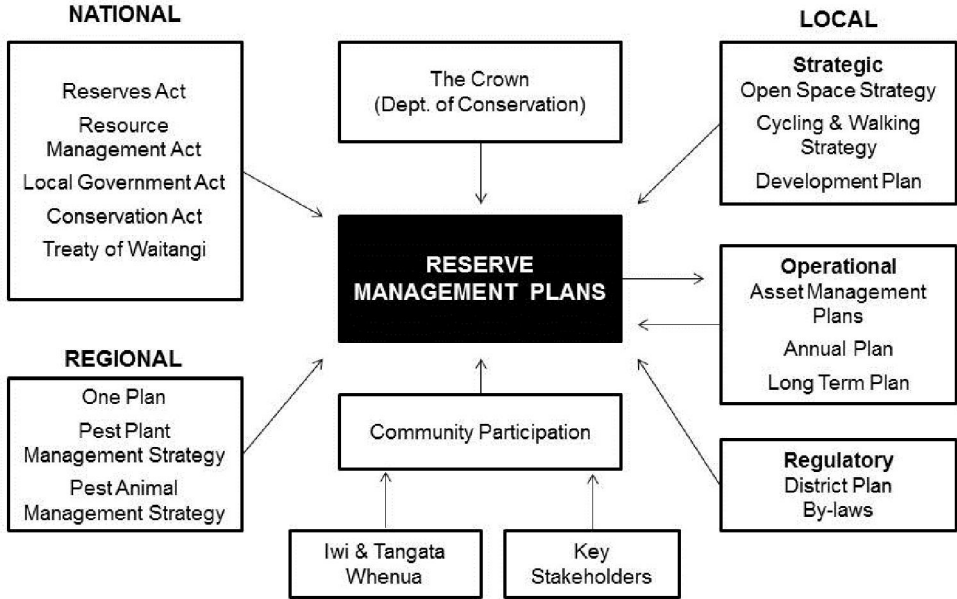 NATIONAL
Reserves Act
Resource
Management Act
Local Government Act
Conservation Act
Treaty of Waitangi
REGIONAL
One Plan
Pest Plant
Management Strategy
Pest Animal
Management Strategy
The Crown
(Dept. of Conservation)
RESERVE
MANAGEMENT PLANS
Community Participation
Iwi & Tangata
Whenua
Key
Stakeholders
LOCAL
Strategic
Open Space Strategy
Cycling & Walking
Strategy
Development Plan
Operational
Asset Management
Plans
Annual Plan
Long Term Plan
Regulatory
District Plan
By-laws